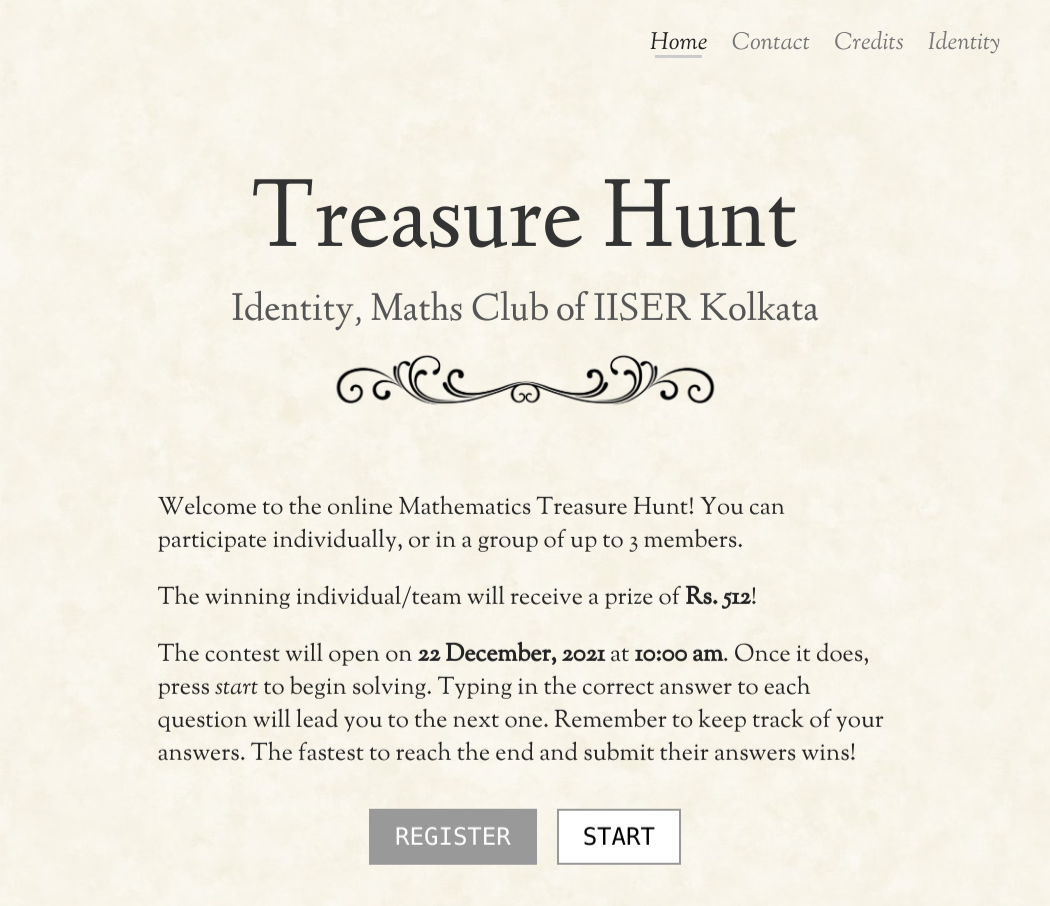 Home Contact Credits Identity
Treasure Hunt
Identity, Maths Club of IISER Kolkata
Welcome to the online Mathematics Treasure Hunt! You can
participate individually, or in a group of up to 3 members.
The winning individual/team will receive a prize of Rs. 512!
The contest will open on 22 December, 2021 at 10:00 am. Once it does,
press start to begin solving. Typing in the correct answer to each
question will lead you to the next one. Remember to keep track of your
answers. The fastest to reach the end and submit their answers wins!
REGISTER START